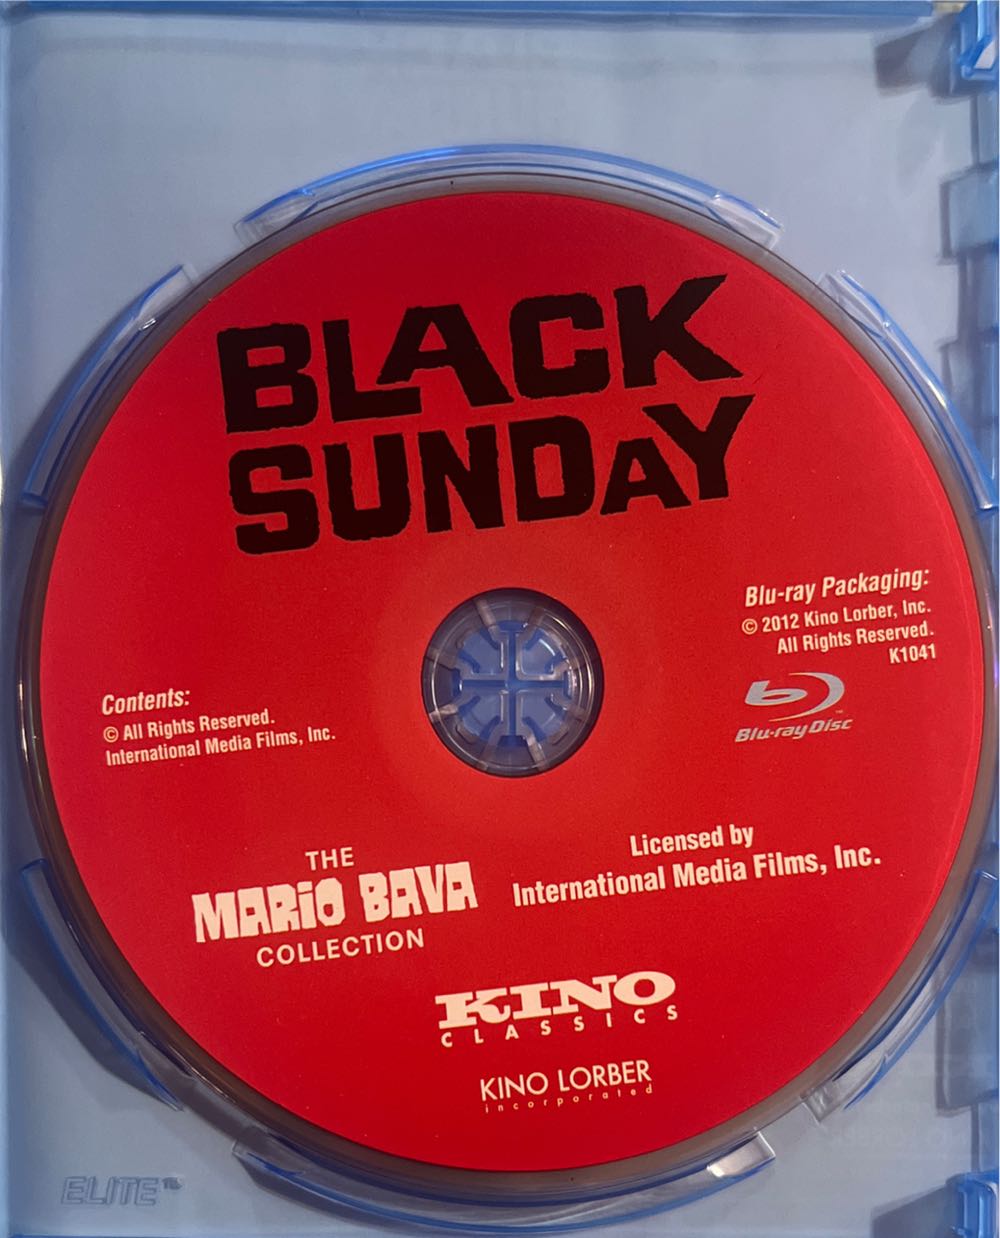 BLACK
SUNDAY
Blu-ray Packaging:
© 2012 Kino Lorber, Inc.
All Rights Reserved.
K1041
Blu-ray Disc™
Contents:
© All Rights Reserved.
International Media Films, Inc.
THE
MARiO BAVA
COLLECTION
Licensed by
International Media Films, Inc.
KINO
CLASSICS
KINO LORBER
incorporated
ELITE™